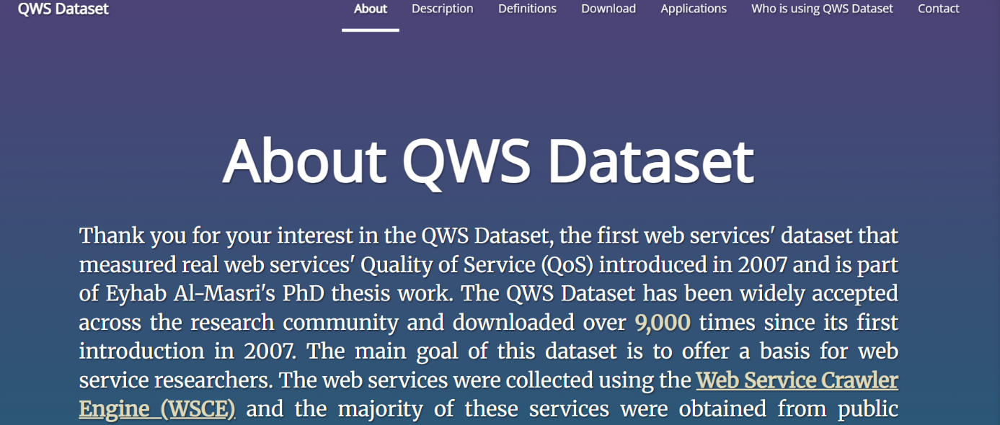 QWS Dataset About Description Definitions Download Applications Who is using QWS Dataset Contact
About QWS Dataset
Thank you for your interest in the QWS Dataset, the first web services' dataset that
measured real web services' Quality of Service (QoS) introduced in 2007 and is part
of Eyhab Al-Masri's PhD thesis work. The QWS Dataset has been widely accepted
across the research community and downloaded over 9,000 times since its first
introduction in 2007. The main goal of this dataset is to offer a basis for web
service researchers. The web services were collected using the Web Service Crawler
Engine (WSCE) and the majority of these services were obtained from public